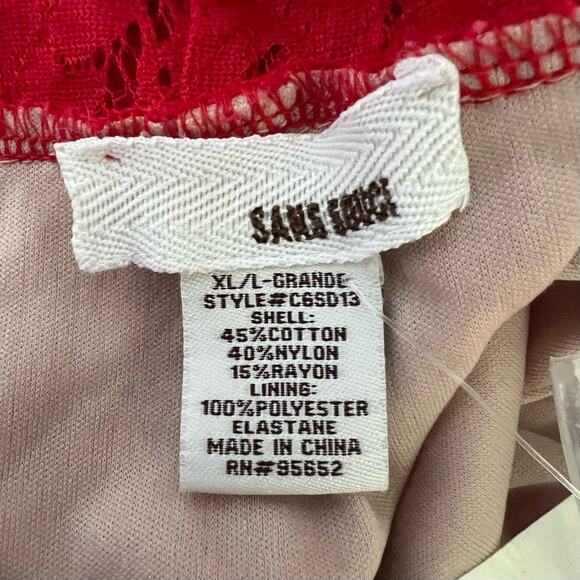 SANS SOUCI
XL/L-GRANDE
STYLE#C6SD13
SHELL:
45%COTTON
40%NYLON
15%RAYON
LINING:
100%POLYESTER
ELASTANE
MADE IN CHINA
RN#95652